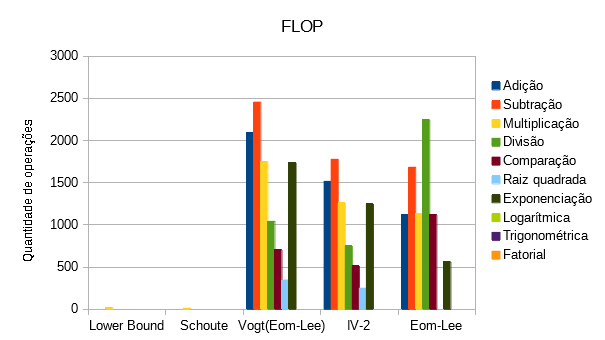 FLOP
Quantidade de operações
3000
2500
2000
1500
1000
500
0
Lower Bound
Schoute
Vogt(Eom-Lee)
IV-2
Eom-Lee
Adição
Subtração
Multiplicação
Divisão
Comparação
Raiz quadrada
Exponenciação
Logarítmica
Trigonométrica
Fatorial